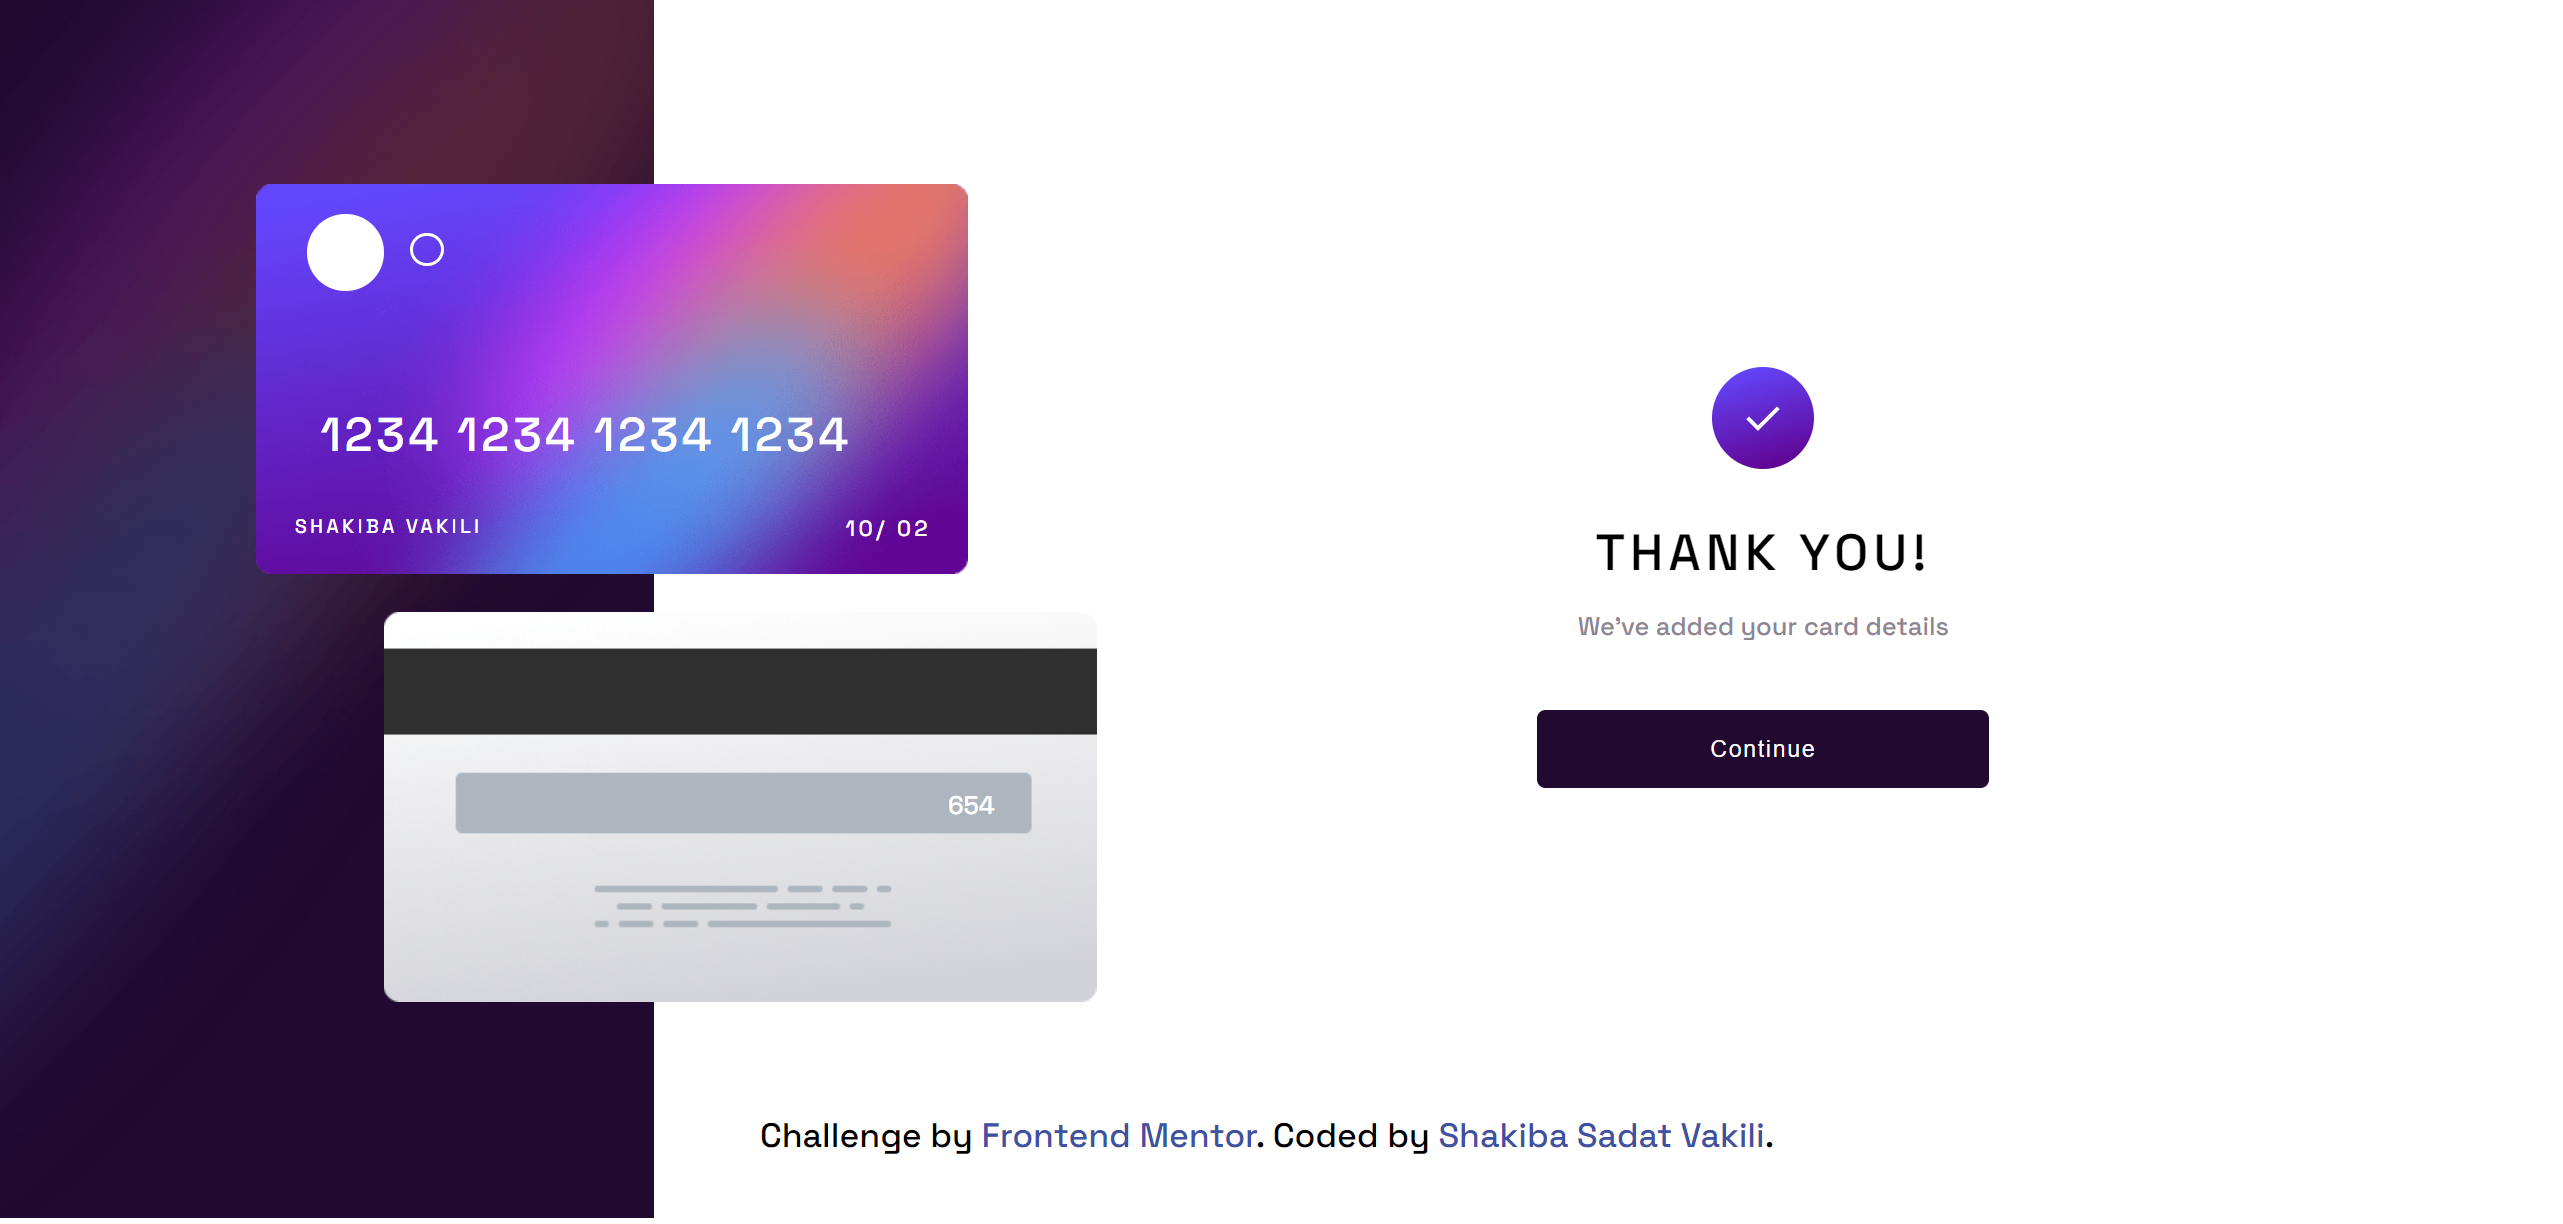 1234 1234 1234 1234
SHAKIBA VAKILI
10/ 02
654
THANK YOU!
We've added your card details
Continue
Challenge by Frontend Mentor. Coded by Shakiba Sadat Vakili.